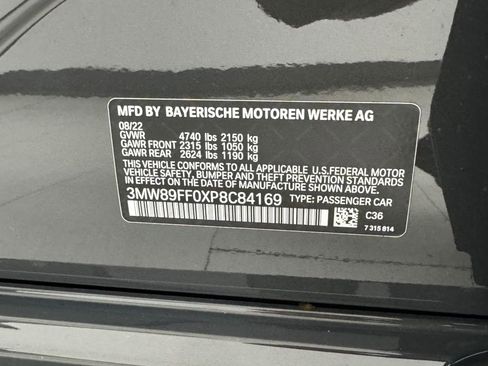 MFD BY BAYERISCHE MOTOREN WERKE AG
08/22
GVWR 4740 lbs 2150 kg
GAWR FRONT 2315 lbs 1050 kg
GAWR REAR 2624 lbs 1190 kg
THIS VEHICLE CONFORMS TO ALL APPLICABLE U.S.FEDERAL MOTOR
VEHICLE SAFETY, BUMPER AND THEFT PREVENTION STANDARDS
IN EFFECT ON THE DATE OF MANUFACTURE SHOWN ABOVE.
3MW89FF0XP8C84169 TYPE: PASSENGER CAR
C36
7 315 814